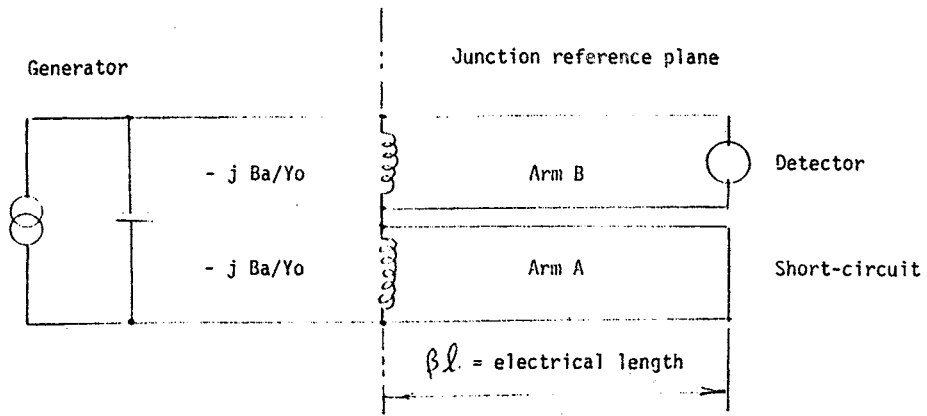 Junction reference plane
Generator
- j Ba/Yo
Arm B
Detector
- j Ba/Yo
Arm A
Short-circuit
βl. = electrical length